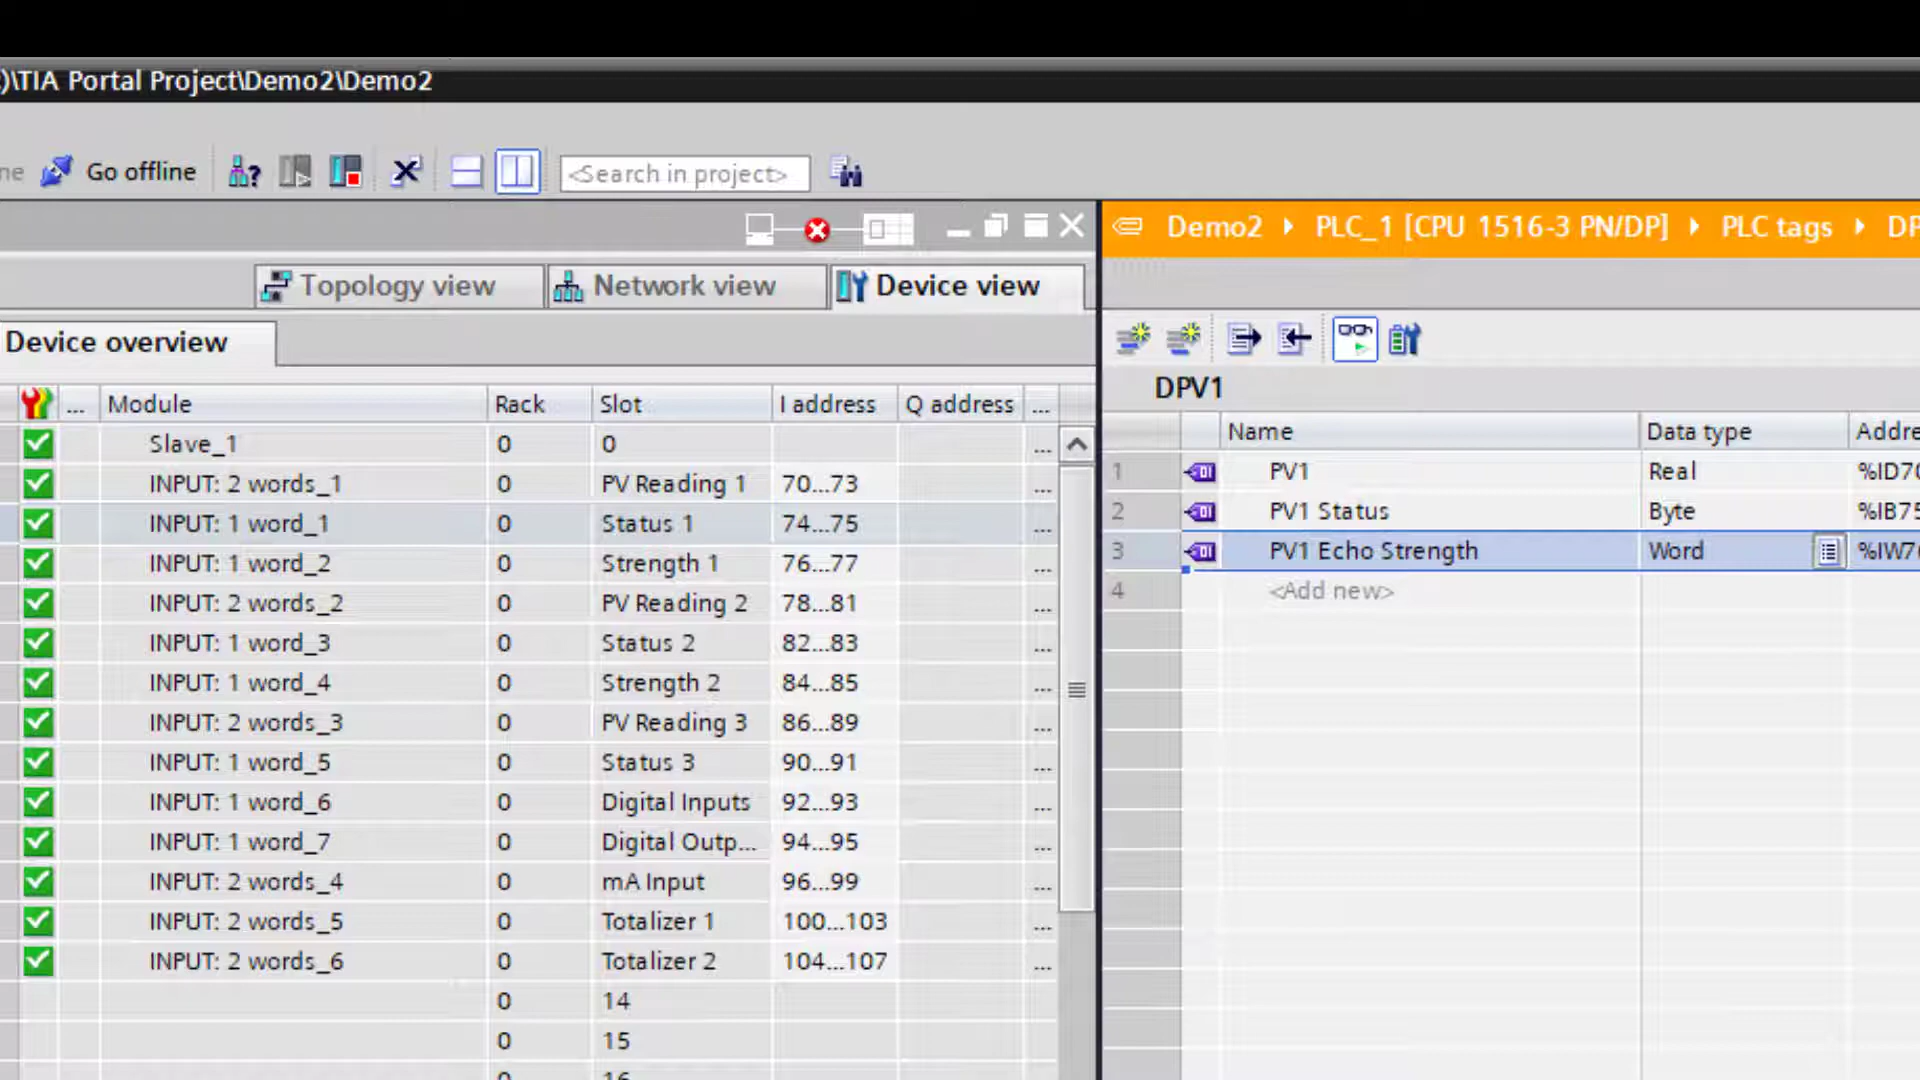 )\TIA Portal Project\Demo2\Demo2
ne Go offline <Search in project>
Demo2 PLC_1 [CPU 1516-3 PN/DP] PLC tags DP
Topology view Network view Device view
Device overview
DPV1
... Module Rack Slot I address Q address ...
Slave_1 0 0 ...
INPUT: 2 words_1 0 PV Reading 1 70...73 ...
INPUT: 1 word_1 0 Status 1 74...75 ...
INPUT: 1 word_2 0 Strength 1 76...77 ...
INPUT: 2 words_2 0 PV Reading 2 78...81 ...
INPUT: 1 word_3 0 Status 2 82...83 ...
INPUT: 1 word_4 0 Strength 2 84...85 ...
INPUT: 2 words_3 0 PV Reading 3 86...89 ...
INPUT: 1 word_5 0 Status 3 90...91 ...
INPUT: 1 word_6 0 Digital Inputs 92...93 ...
INPUT: 1 word_7 0 Digital Outp... 94...95 ...
INPUT: 2 words_4 0 mA Input 96...99 ...
INPUT: 2 words_5 0 Totalizer 1 100...103 ...
INPUT: 2 words_6 0 Totalizer 2 104...107 ...
0 14
0 15
0 16
Name Data type Addre
1 PV1 Real %ID70
2 PV1 Status Byte %IB75
3 PV1 Echo Strength Word %IW76
4 <Add new>